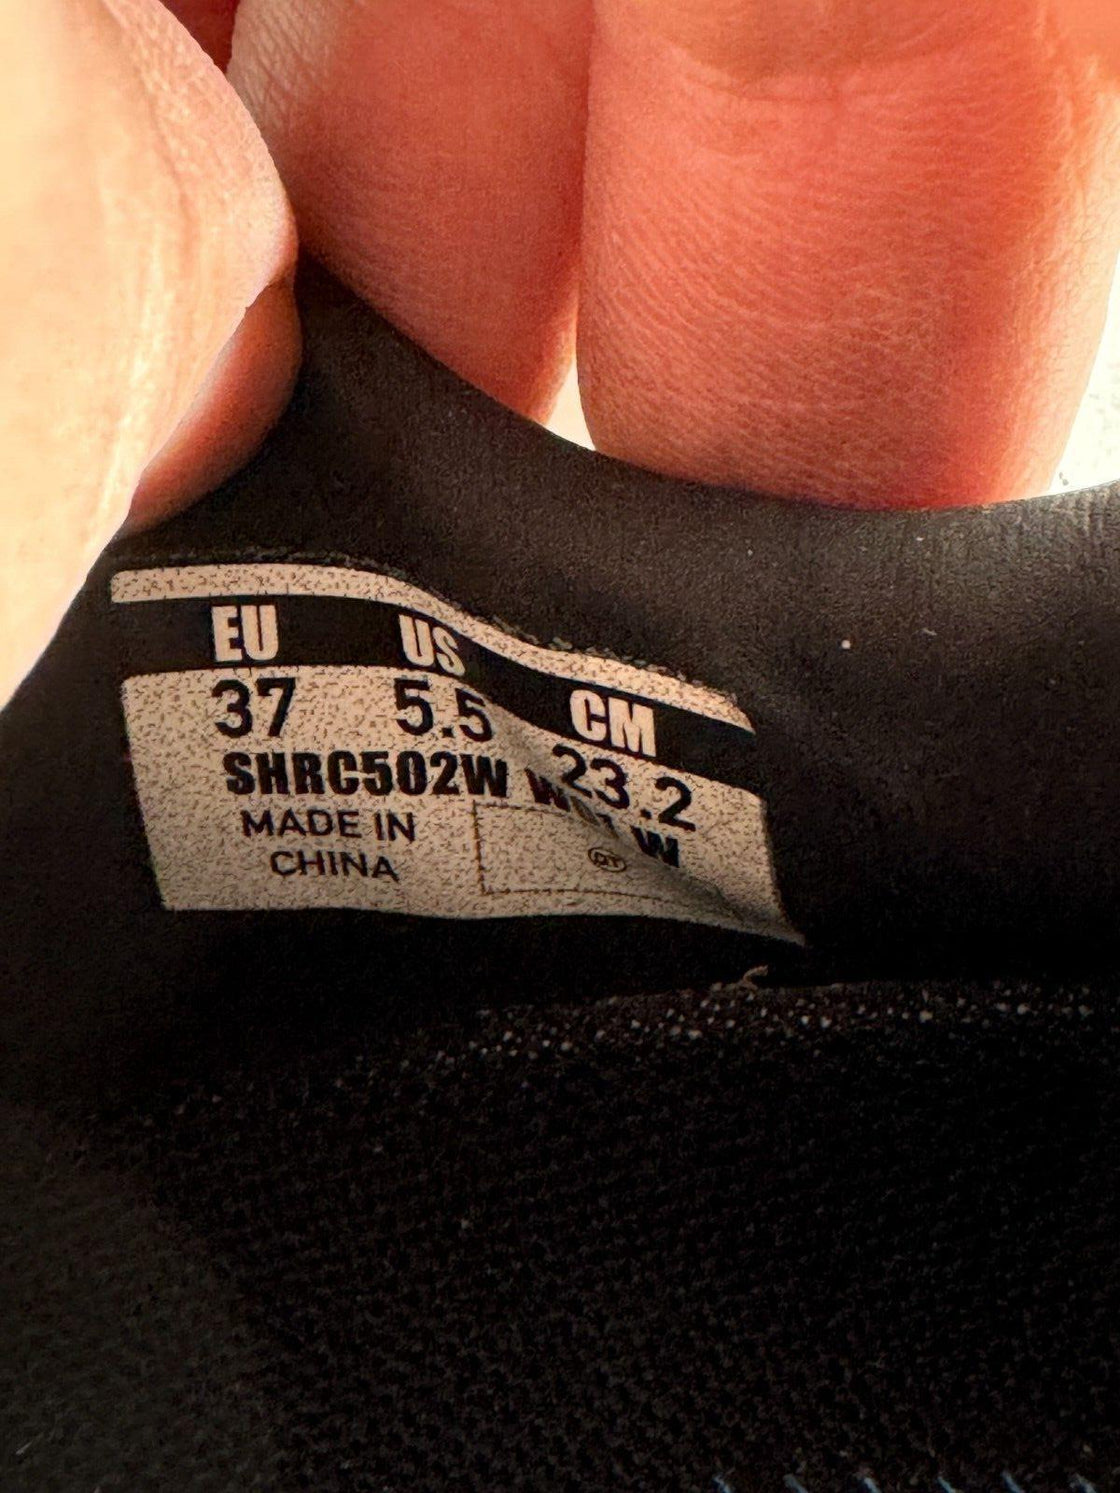 EU US CM
37 5.5 23.2
SHRC502W
MADE IN
CHINA